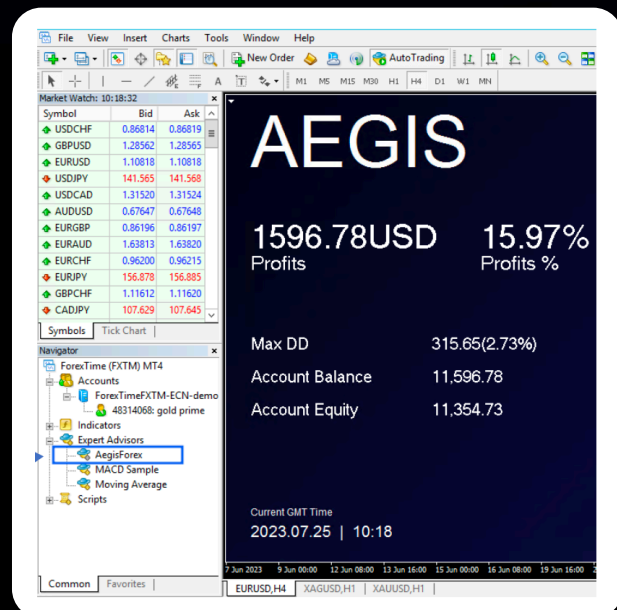 File View Insert Charts Tools Window Help
New Order AutoTrading
A T M1 M5 M15 M30 H1 H4 D1 W1 MN
Market Watch: 10:18:32 x
Symbol Bid Ask
USDCHF 0.86814 0.86819
GBPUSD 1.28562 1.28565
EURUSD 1.10818 1.10818
USDJPY 141.565 141.568
USDCAD 1.31520 1.31524
AUDUSD 0.67647 0.67648
EURGBP 0.86196 0.86197
EURAUD 1.63813 1.63820
EURCHF 0.96200 0.96215
EURJPY 156.878 156.885
GBPCHF 1.11612 1.11620
CADJPY 107.629 107.645
Symbols | Tick Chart |
Navigator x
ForexTime (FXTM) MT4
Accounts
ForexTimeFXTM-ECN-demo
48314068: gold prime
Indicators
Expert Advisors
AegisForex
MACD Sample
Moving Average
Scripts
Common | Favorites |
AEGIS
1596.78USD 15.97%
Profits Profits %
Max DD 315.65(2.73%)
Account Balance 11,596.78
Account Equity 11,354.73
Current GMT Time
2023.07.25 | 10:18
7 Jun 2023 9 Jun 00:00 12 Jun 08:00 13 Jun 16:00 15 Jun 00:00 16 Jun 08:00 19 Jun 16:00
EURUSD,H4 | XAGUSD,H1 | XAUUSD,H1 |